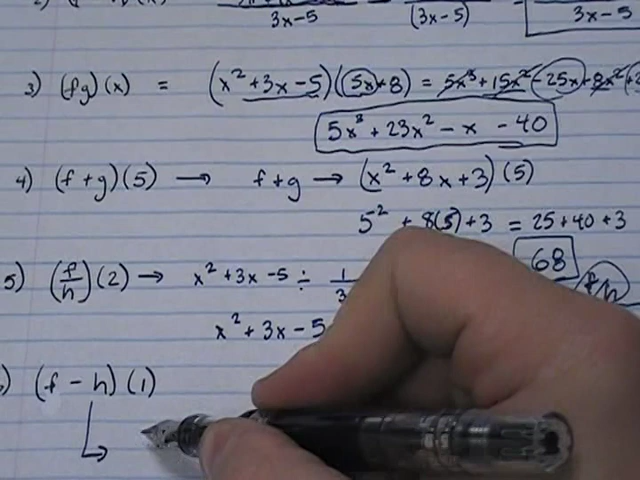 3x-5 (3x-5) 3x-5
3) (fg)(x) = (x² + 3x - 5)(5x+8) = 5x³ + 15x² - 25x + 8x²
5x³ + 23x² - x - 40
4) (f+g)(5) → f+g → (x² + 8x + 3)(5)
5² + 8(5) + 3 = 25 + 40 + 3
68
5) (f/h)(2) → x² + 3x - 5 ÷ 1/3
x² + 3x - 5
) (f - h)(1)